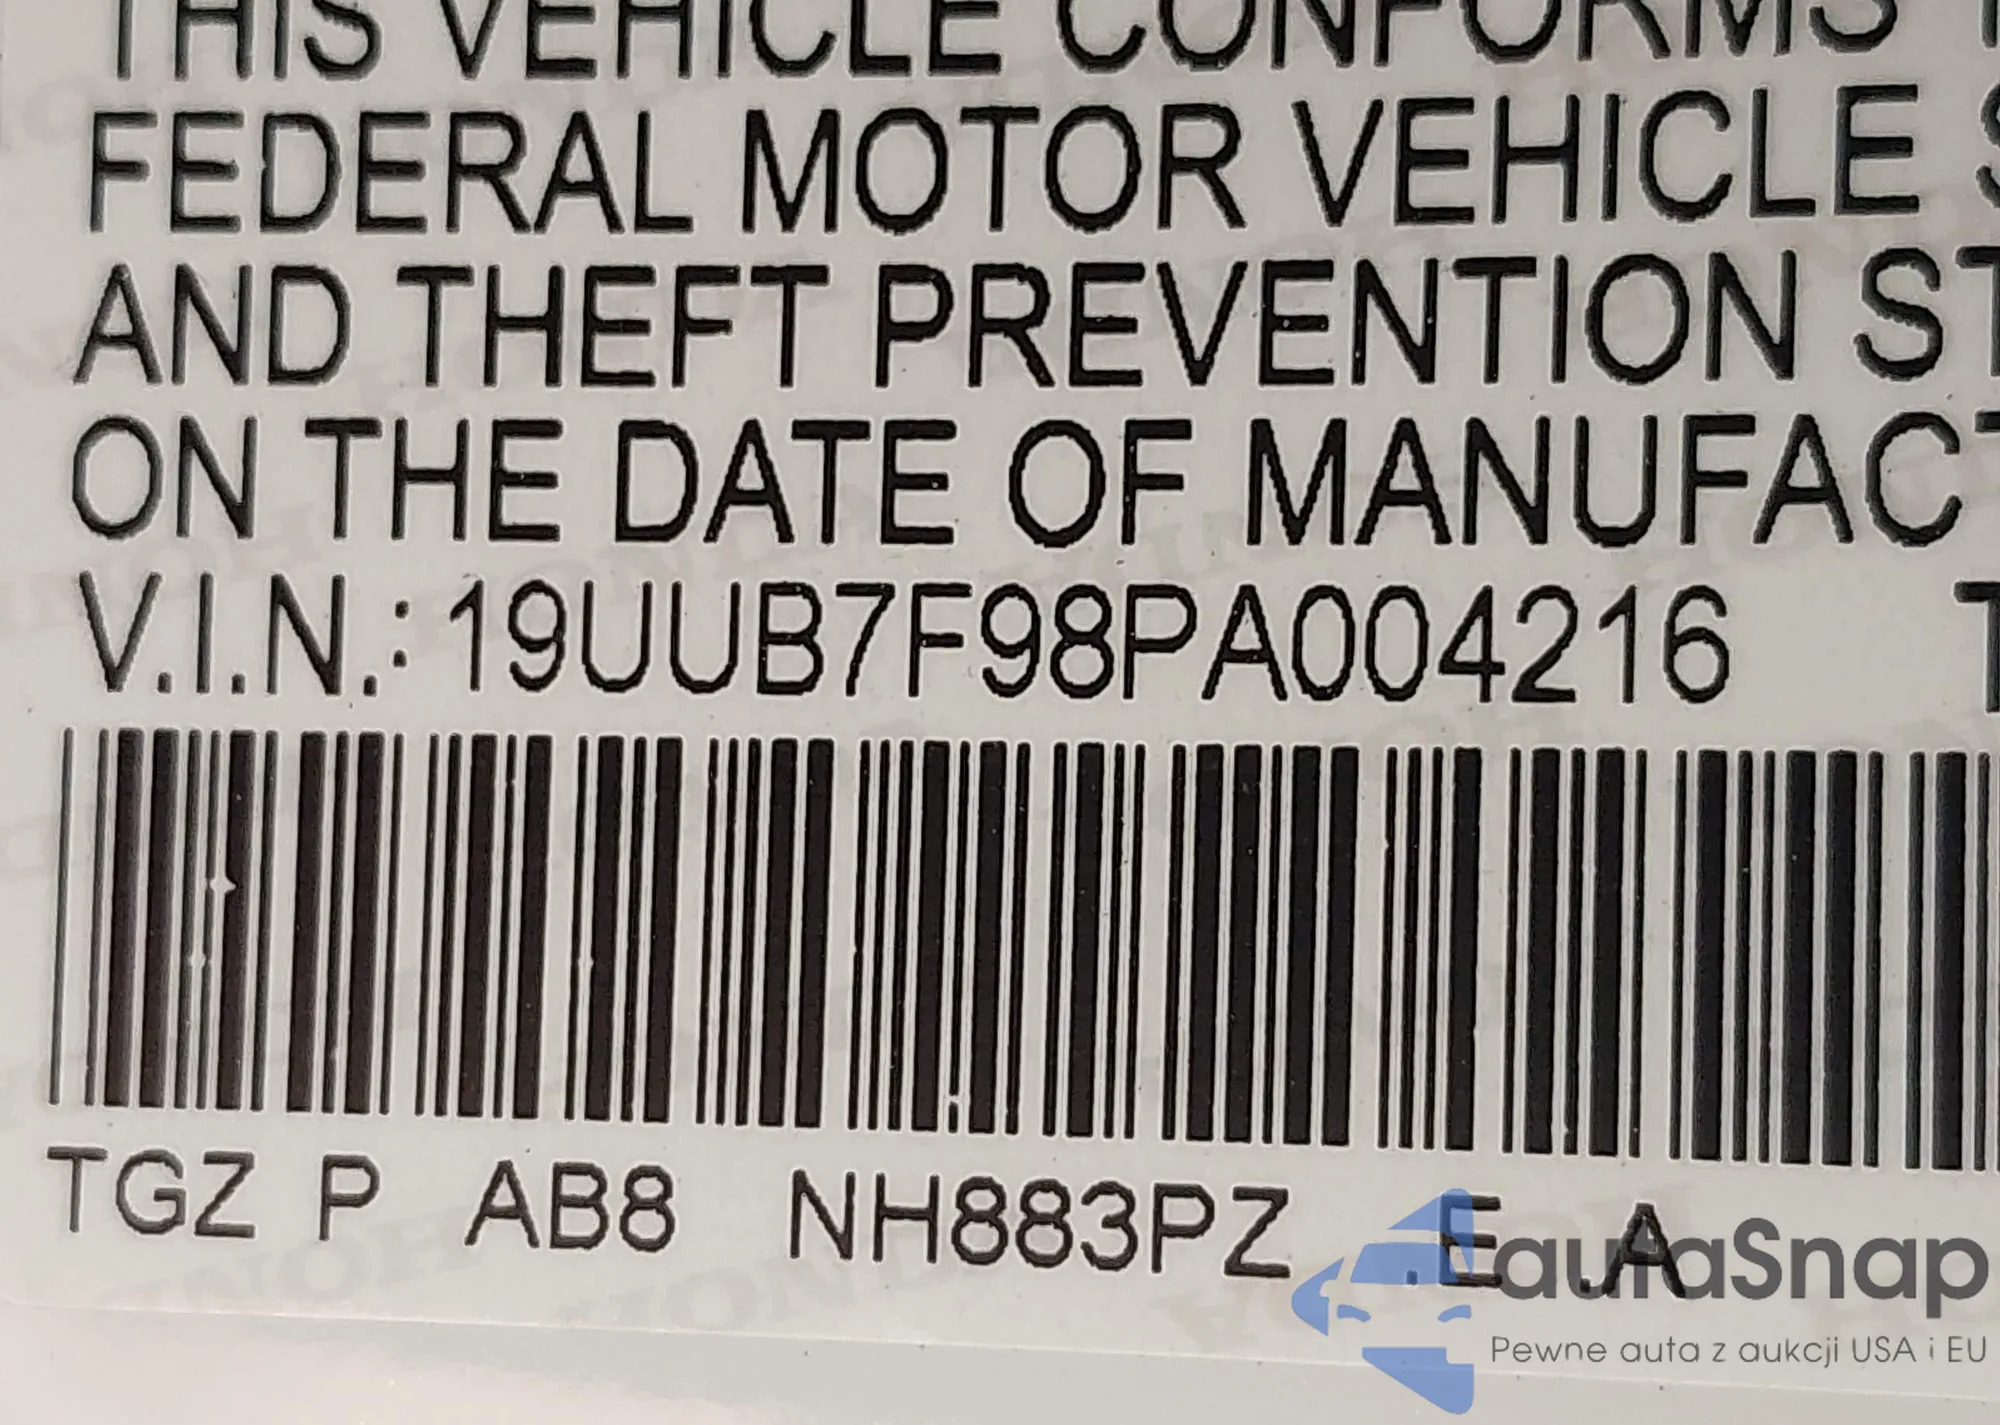 THIS VEHICLE CONFORMS T
FEDERAL MOTOR VEHICLE S
AND THEFT PREVENTION ST
ON THE DATE OF MANUFACT
V.I.N.: 19UUB7F98PA004216 T
TGZ P AB8 NH883PZ .E .A
autaSnap
Pewne auta z aukcji USA i EU